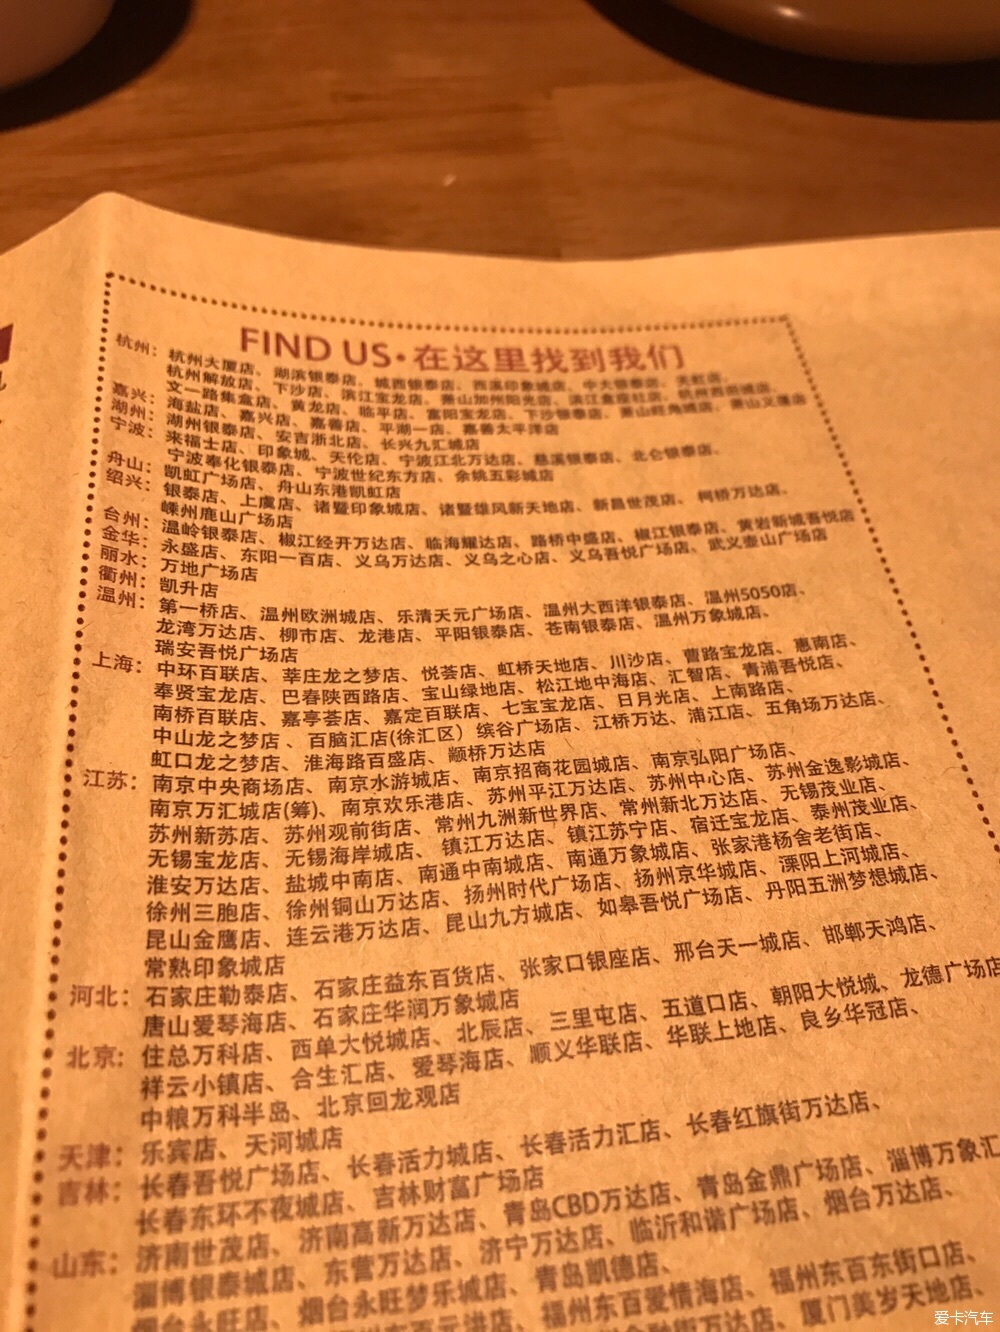 FIND US·在这里找到我们
杭州：杭州大厦店、湖滨银泰店、城西银泰店、西溪印象城店、中大银泰店、天虹店、
杭州解放店、下沙店、滨江宝龙店、萧山加州阳光店、滨江
文一路集盒店、黄龙店、临平店、富阳宝龙店、下沙银泰店、萧山旺角城店、萧山义蓬店
嘉兴：海盐店、嘉兴店、嘉善店、平湖一店、嘉善太平洋店
湖州：湖州银泰店、安吉浙北店、长兴九汇城店
宁波：来福士店、印象城、天伦店、宁波江北万达店、慈溪银泰店、北仑银泰店、
宁波奉化银泰店、宁波世纪东方店、余姚五彩城店
舟山：凯虹广场店、舟山东港凯虹店
绍兴：银泰店、上虞店、诸暨印象城店、诸暨雄风新天地店、新昌世茂店、柯桥万达店、
嵊州鹿山广场店
台州：温岭银泰店、椒江经开万达店、临海耀达店、路桥中盛店、椒江银泰店、黄岩新城吾悦店
金华：永盛店、东阳一百店、义乌万达店、义乌之心店、义乌吾悦广场店、武义壶山广场店
丽水：万地广场店
衢州：凯升店
温州：第一桥店、温州欧洲城店、乐清天元广场店、温州大西洋银泰店、温州5050店、
龙湾万达店、柳市店、龙港店、平阳银泰店、苍南银泰店、温州万象城店、
瑞安吾悦广场店
上海：中环百联店、莘庄龙之梦店、悦荟店、虹桥天地店、川沙店、曹路宝龙店、惠南店、
奉贤宝龙店、巴春陕西路店、宝山绿地店、松江地中海店、汇智店、青浦吾悦店、
南桥百联店、嘉亭荟店、嘉定百联店、七宝宝龙店、日月光店、上南路店、
中山龙之梦店、百脑汇店(徐汇区）缤谷广场店、江桥万达、浦江店、五角场万达店、
虹口龙之梦店、淮海路百盛店、颛桥万达店
江苏：南京中央商场店、南京水游城店、南京招商花园城店、南京弘阳广场店、
南京万汇城店(筹)、南京欢乐港店、苏州平江万达店、苏州中心店、苏州金逸影城店、
苏州新苏店、苏州观前街店、常州九洲新世界店、常州新北万达店、无锡茂业店、
无锡宝龙店、无锡海岸城店、镇江万达店、镇江苏宁店、宿迁宝龙店、泰州茂业店、
淮安万达店、盐城中南店、南通中南城店、南通万象城店、张家港杨舍老街店、
徐州三胞店、徐州铜山万达店、扬州时代广场店、扬州京华城店、溧阳上河城店、
昆山金鹰店、连云港万达店、昆山九方城店、如皋吾悦广场店、丹阳五洲梦想城店、
常熟印象城店
河北：石家庄勒泰店、石家庄益东百货店、张家口银座店、邢台天一城店、邯郸天鸿店、
唐山爱琴海店、石家庄华润万象城店
北京：住总万科店、西单大悦城店、北辰店、三里屯店、五道口店、朝阳大悦城、龙德广场店
祥云小镇店、合生汇店、爱琴海店、顺义华联店、华联上地店、良乡华冠店、
中粮万科半岛、北京回龙观店
天津：乐宾店、天河城店
吉林：长春吾悦广场店、长春活力城店、长春活力汇店、长春红旗街万达店、
长春东环不夜城店、吉林财富广场店
山东：济南世茂店、济南高新万达店、青岛CBD万达店、青岛金鼎广场店、淄博万象汇
淄博银泰城店、东营万达店、济宁万达店、临沂和谐广场店、烟台万达店、
烟台永旺店、烟台永旺梦乐城店、青岛凯德店、
福州东百爱情海店、福州东百东街口店、
万达店、厦门美岁天地店、
爱卡汽车